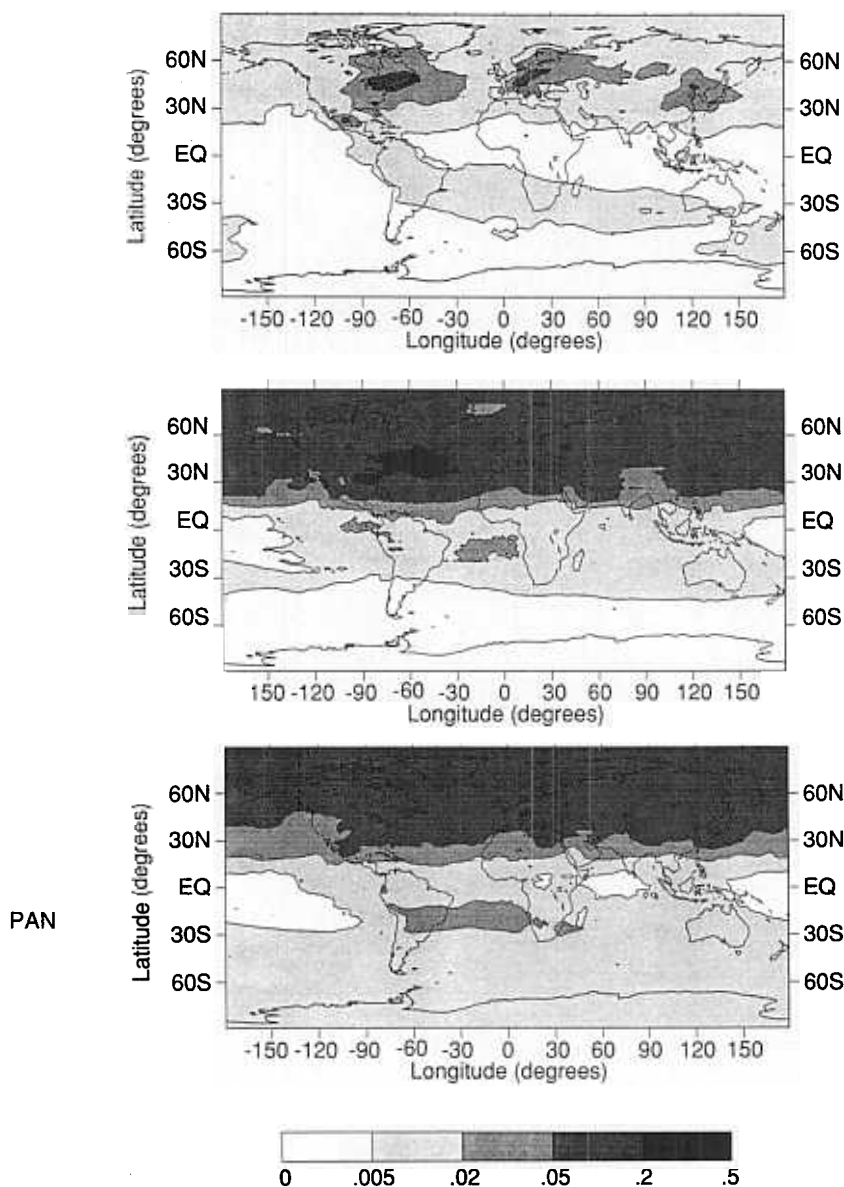 60N 60N
30N 30N
EQ EQ
30S 30S
60S 60S
Latitude (degrees)
-150 -120 -90 -60 -30 0 30 60 90 120 150
Longitude (degrees)
60N 60N
30N 30N
EQ EQ
30S 30S
60S 60S
Latitude (degrees)
-150 -120 -90 -60 -30 0 30 60 90 120 150
Longitude (degrees)
PAN
60N 60N
30N 30N
EQ EQ
30S 30S
60S 60S
Latitude (degrees)
-150 -120 -90 -60 -30 0 30 60 90 120 150
Longitude (degrees)
0 .005 .02 .05 .2 .5